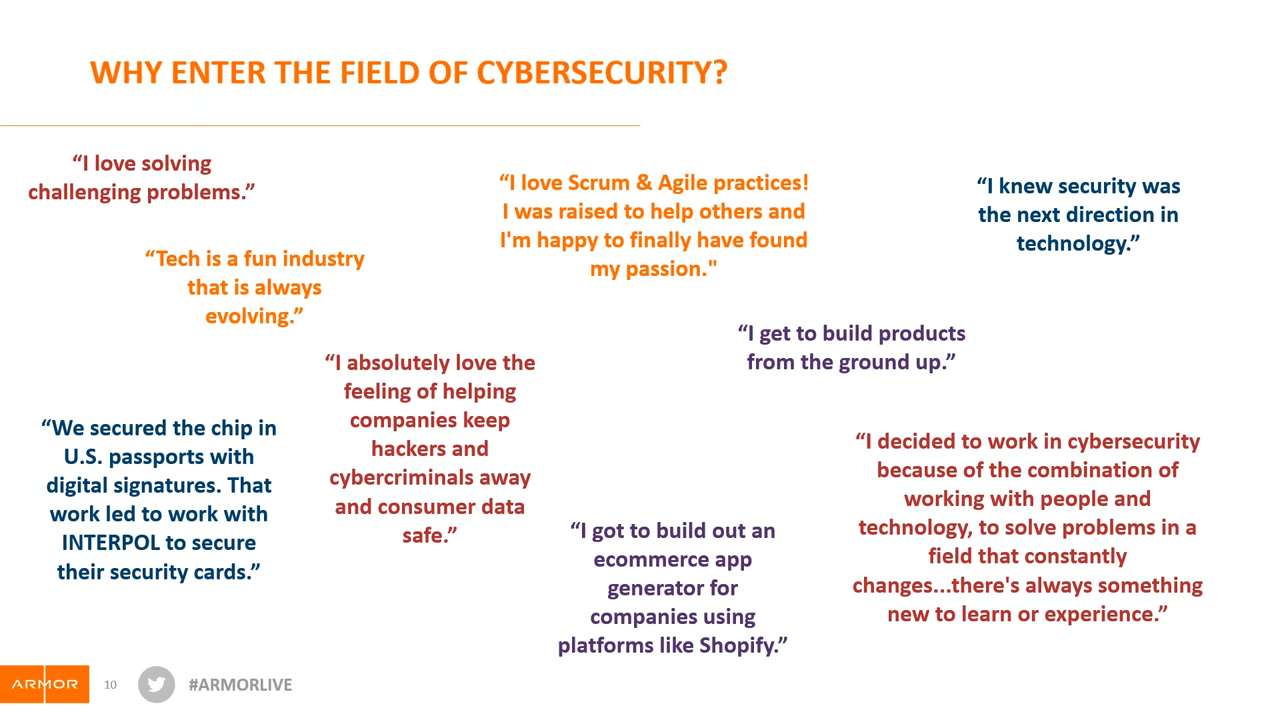 WHY ENTER THE FIELD OF CYBERSECURITY?
“I love solving
challenging problems.”
“Tech is a fun industry
that is always
evolving.”
“I love Scrum & Agile practices!
I was raised to help others and
I'm happy to finally have found
my passion."
“I knew security was
the next direction in
technology.”
“I get to build products
from the ground up.”
“I absolutely love the
feeling of helping
companies keep
hackers and
cybercriminals away
and consumer data
safe.”
“We secured the chip in
U.S. passports with
digital signatures. That
work led to work with
INTERPOL to secure
their security cards.”
“I got to build out an
ecommerce app
generator for
companies using
platforms like Shopify.”
“I decided to work in cybersecurity
because of the combination of
working with people and
technology, to solve problems in a
field that constantly
changes...there's always something
new to learn or experience.”
ARMOR
10
#ARMORLIVE